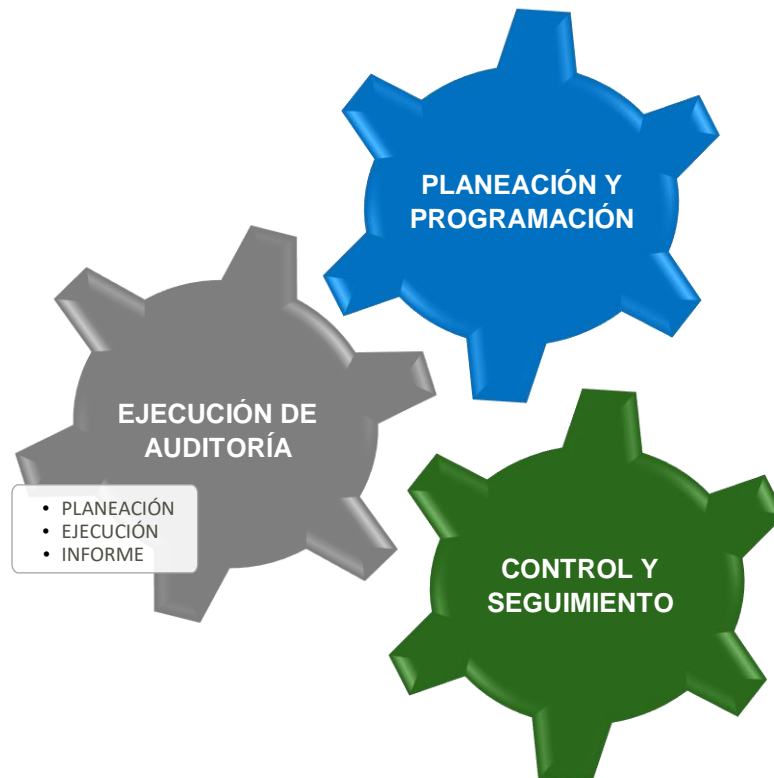 PLANEACIÓN Y
PROGRAMACIÓN
EJECUCIÓN DE
AUDITORÍA
• PLANEACIÓN
• EJECUCIÓN
• INFORME
CONTROL Y
SEGUIMIENTO